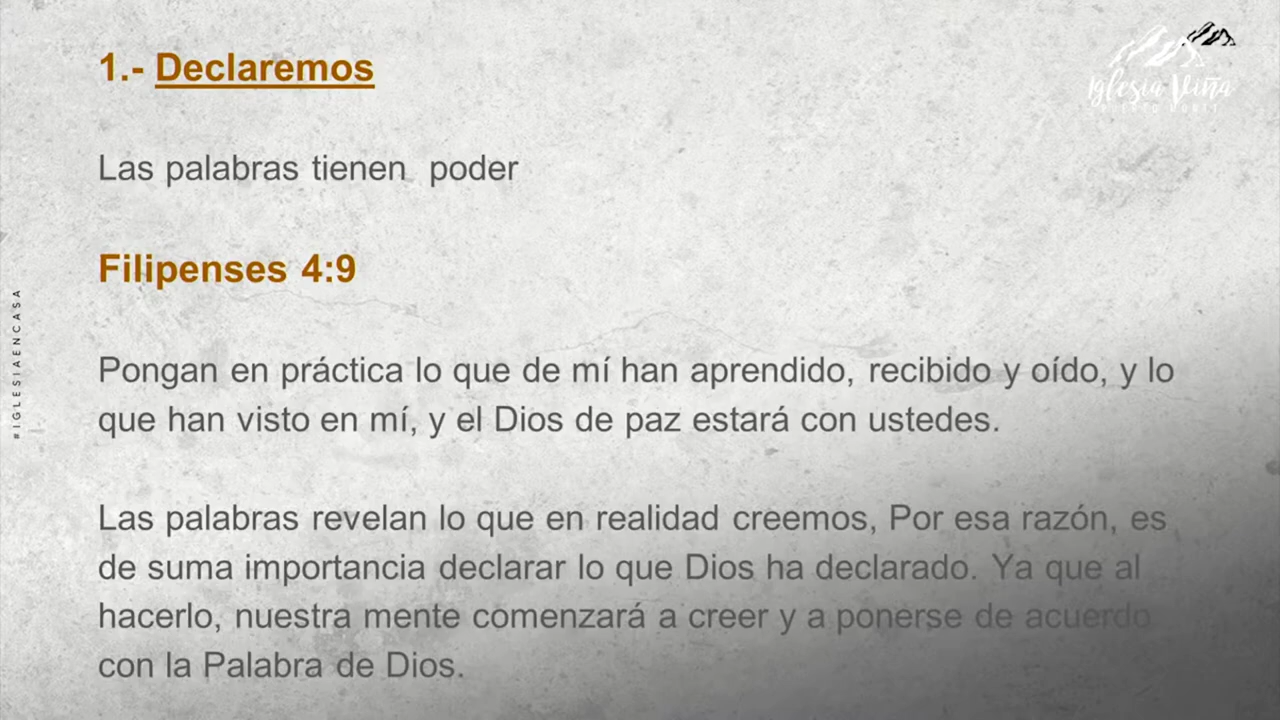 1.- Declaremos
Iglesia Viña
Las palabras tienen  poder
Filipenses 4:9
#IGLESIAENCASA
Pongan en práctica lo que de mí han aprendido, recibido y oído, y lo
que han visto en mí, y el Dios de paz estará con ustedes.
Las palabras revelan lo que en realidad creemos, Por esa razón, es
de suma importancia declarar lo que Dios ha declarado. Ya que al
hacerlo, nuestra mente comenzará a creer y a ponerse de acuerdo
con la Palabra de Dios.